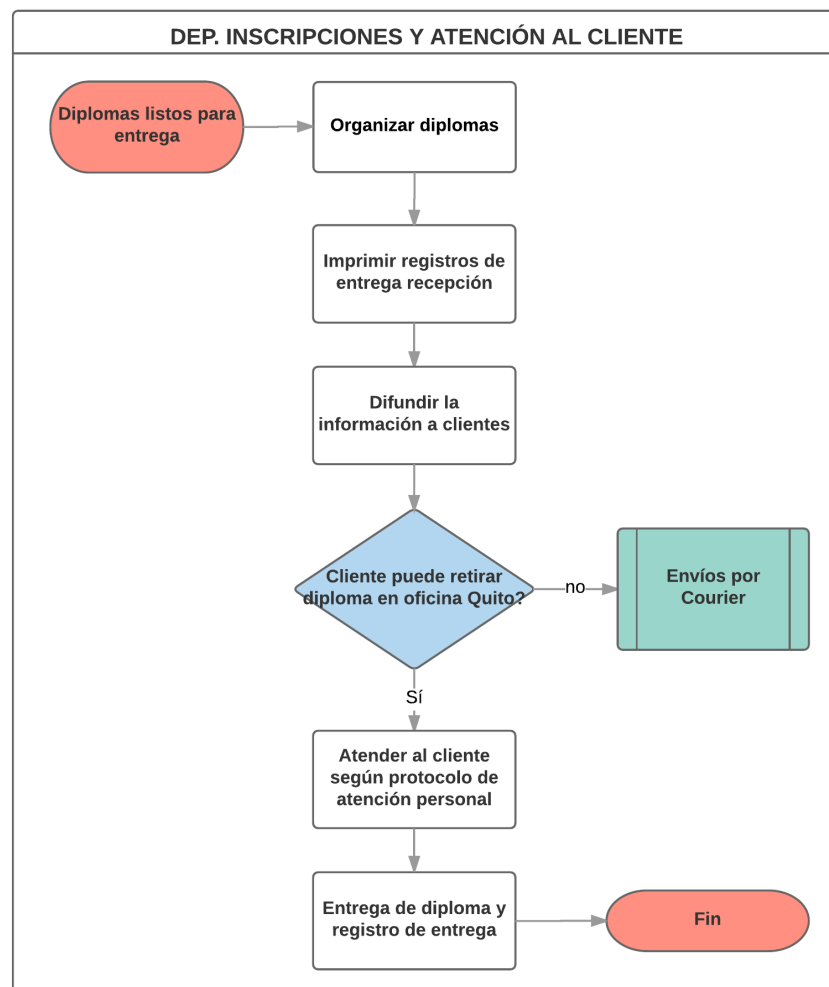 DEP. INSCRIPCIONES Y ATENCIÓN AL CLIENTE
Diplomas listos para
entrega
Organizar diplomas
Imprimir registros de
entrega recepción
Difundir la
información a clientes
Cliente puede retirar
diploma en oficina Quito?
no
Envíos por
Courier
Sí
Atender al cliente
según protocolo de
atención personal
Entrega de diploma y
registro de entrega
Fin